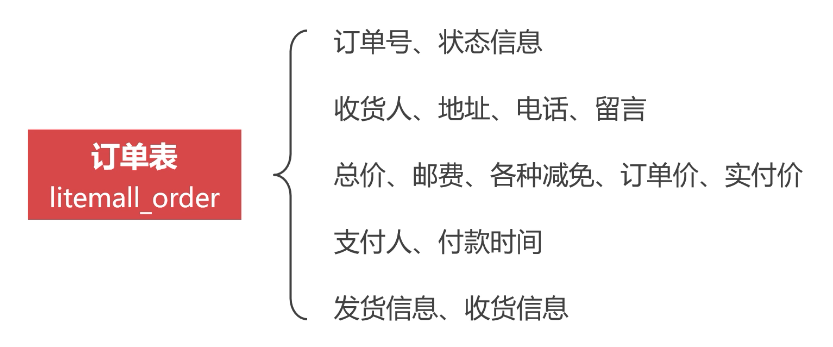 订单表
litemall_order
订单号、状态信息
收货人、地址、电话、留言
总价、邮费、各种减免、订单价、实付价
支付人、付款时间
发货信息、收货信息